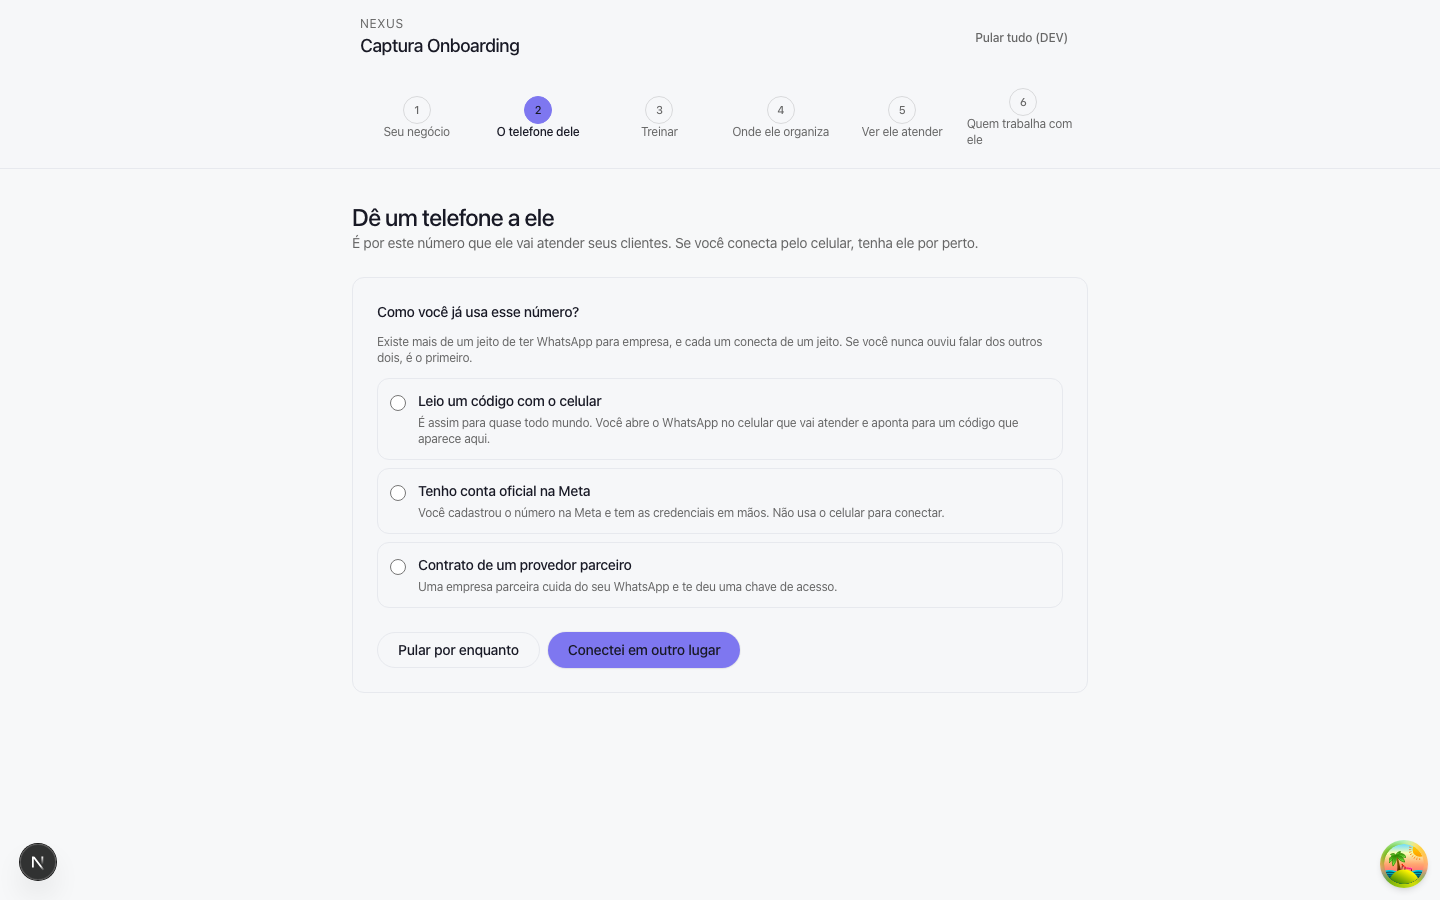 NEXUS
Captura Onboarding
Pular tudo (DEV)
1
Seu negócio
2
O telefone dele
3
Treinar
4
Onde ele organiza
5
Ver ele atender
6
Quem trabalha com
ele
Dê um telefone a ele
É por este número que ele vai atender seus clientes. Se você conecta pelo celular, tenha ele por perto.
Como você já usa esse número?
Existe mais de um jeito de ter WhatsApp para empresa, e cada um conecta de um jeito. Se você nunca ouviu falar dos outros
dois, é o primeiro.
Leio um código com o celular
É assim para quase todo mundo. Você abre o WhatsApp no celular que vai atender e aponta para um código que
aparece aqui.
Tenho conta oficial na Meta
Você cadastrou o número na Meta e tem as credenciais em mãos. Não usa o celular para conectar.
Contrato de um provedor parceiro
Uma empresa parceira cuida do seu WhatsApp e te deu uma chave de acesso.
Pular por enquanto
Conectei em outro lugar
N